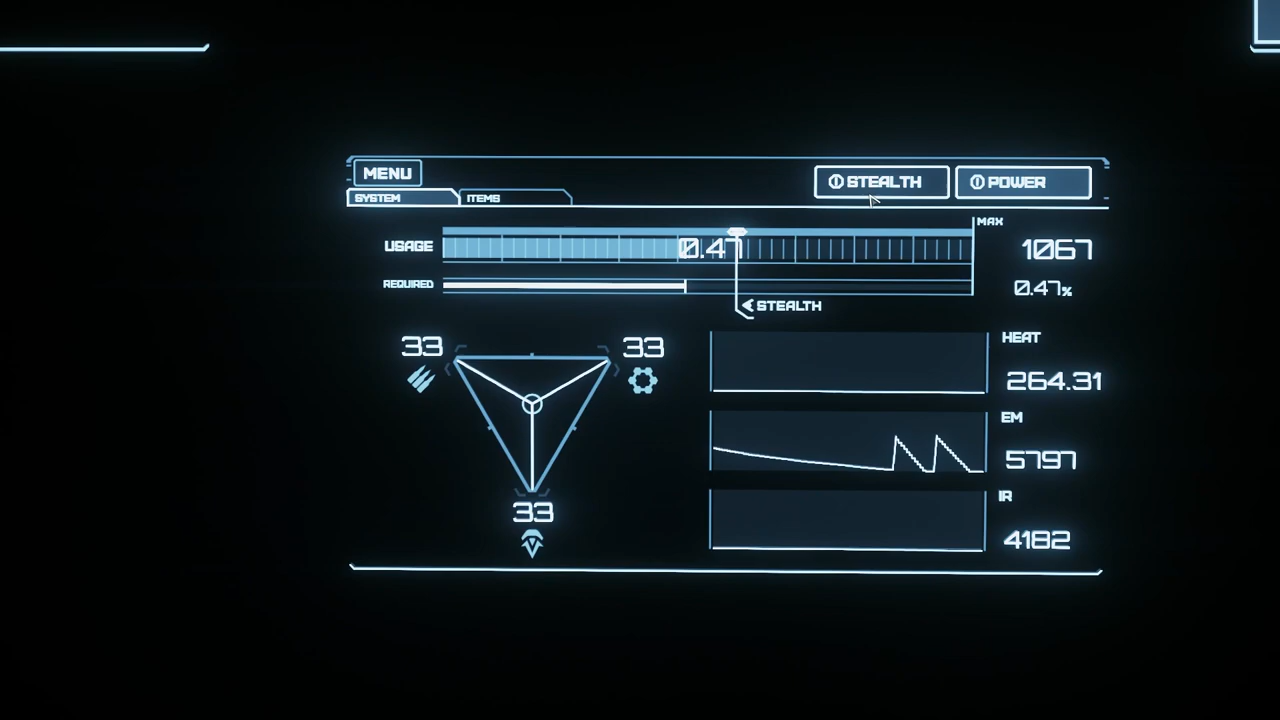 MENU
STEALTH
POWER
SYSTEM
ITEMS
MAX
USAGE
0.47
1067
REQUIRED
0.47%
STEALTH
33
33
HEAT
264.31
EM
5797
IR
33
4182